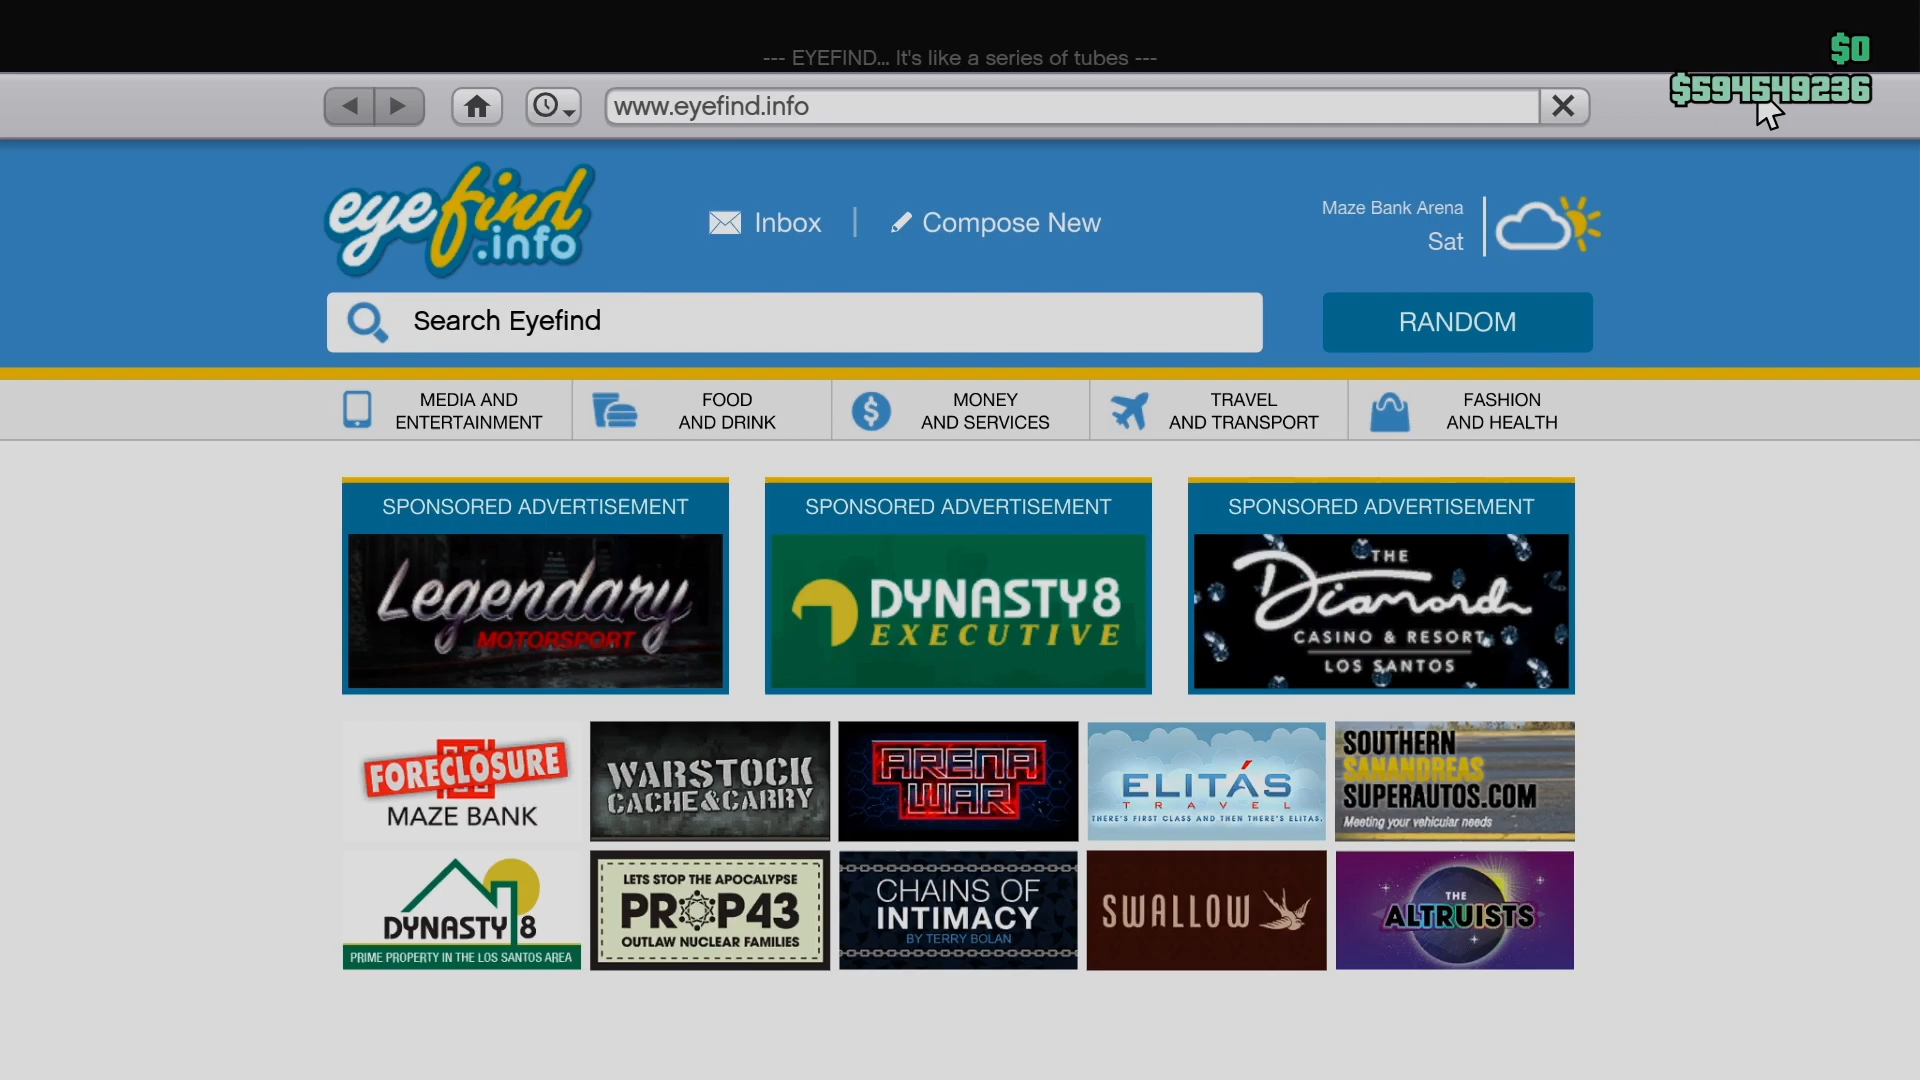 --- EYEFIND... It's like a series of tubes ---
$0
$594549236
www.eyefind.info
eyefind
.info
Inbox
Compose New
Maze Bank Arena
Sat
Search Eyefind
RANDOM
MEDIA AND
ENTERTAINMENT
FOOD
AND DRINK
MONEY
AND SERVICES
TRAVEL
AND TRANSPORT
FASHION
AND HEALTH
SPONSORED ADVERTISEMENT
Legendary
MOTORSPORT
SPONSORED ADVERTISEMENT
DYNASTY8
EXECUTIVE
SPONSORED ADVERTISEMENT
THE
Diamond
CASINO & RESORT
LOS SANTOS
FORECLOSURE
MAZE BANK
WARSTOCK
CACHE&CARRY
ARENA
WAR
ELITÁS
TRAVEL
THERE'S FIRST CLASS AND THEN THERE'S ELITAS.
SOUTHERN
SANANDREAS
SUPERAUTOS.COM
Meeting your vehicular needs
DYNASTY 8
PRIME PROPERTY IN THE LOS SANTOS AREA
LETS STOP THE APOCALYPSE
PROP43
OUTLAW NUCLEAR FAMILIES
CHAINS OF
INTIMACY
BY TERRY BOLAN
SWALLOW
THE
ALTRUISTS